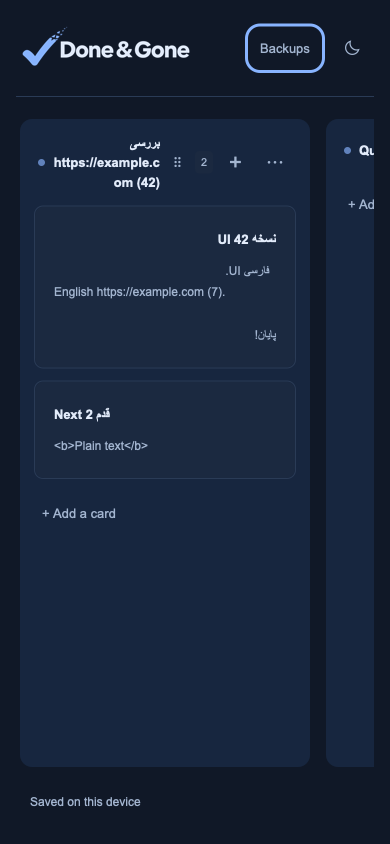 Done & Gone
Backups
بررسی
https://example.c
om (42)
2
نسخه UI 42
فارسی UI.
English https://example.com (7).
پایان!
Next 2 قدم
<b>Plain text</b>
+ Add a card
Qu
+ Ad
Saved on this device